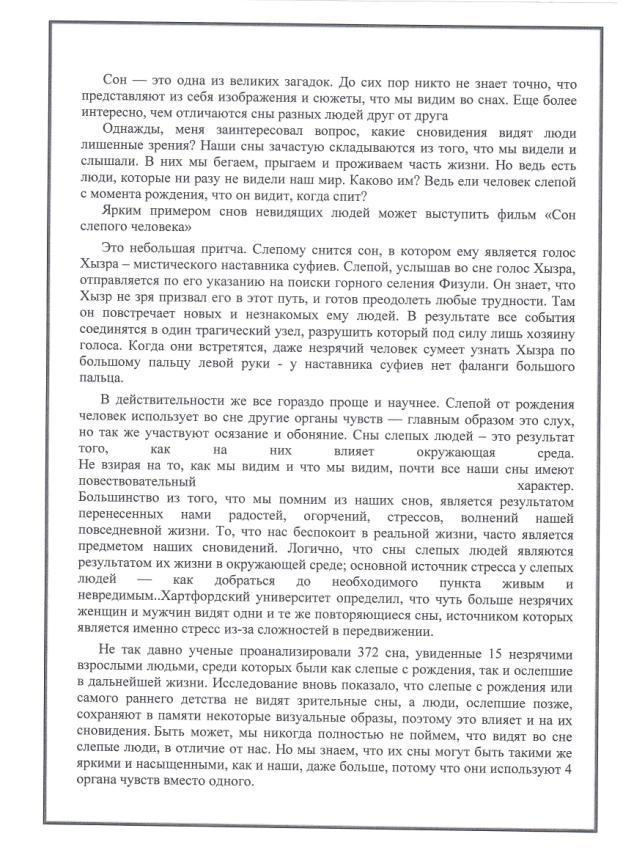 Сон — это одна из великих загадок. До сих пор никто не знает точно, что
представляют из себя изображения и сюжеты, что мы видим во снах. Еще более
интересно, чем отличаются сны разных людей друг от друга
Однажды, меня заинтересовал вопрос, какие сновидения видят люди
лишенные зрения? Наши сны зачастую складываются из того, что мы видели и
слышали. В них мы бегаем, прыгаем и проживаем часть жизни. Но ведь есть
люди, которые ни разу не видели наш мир. Каково им? Ведь ели человек слепой
с момента рождения, что он видит, когда спит?
Ярким примером снов невидящих людей может выступить фильм «Сон
слепого человека»
Это небольшая притча. Слепому снится сон, в котором ему является голос
Хызра – мистического наставника суфиев. Слепой, услышав во сне голос Хызра,
отправляется по его указанию на поиски горного селения Физули. Он знает, что
Хызр не зря призвал его в этот путь, и готов преодолеть любые трудности. Там
он повстречает новых и незнакомых ему людей. В результате все события
соединятся в один трагический узел, разрушить который под силу лишь хозяину
голоса. Когда они встретятся, даже незрячий человек сумеет узнать Хызра по
большому пальцу левой руки - у наставника суфиев нет фаланги большого
пальца.
В действительности же все гораздо проще и научнее. Слепой от рождения
человек использует во сне другие органы чувств — главным образом это слух,
но так же участвуют осязание и обоняние. Сны слепых людей – это результат
того, как на них влияет окружающая среда.
Не взирая на то, как мы видим и что мы видим, почти все наши сны имеют
повествовательный характер.
Большинство из того, что мы помним из наших снов, является результатом
перенесенных нами радостей, огорчений, стрессов, волнений нашей
повседневной жизни. То, что нас беспокоит в реальной жизни, часто является
предметом наших сновидений. Логично, что сны слепых людей являются
результатом их жизни в окружающей среде; основной источник стресса у слепых
людей — как добраться до необходимого пункта живым и
невредимым..Хартфордский университет определил, что чуть больше незрячих
женщин и мужчин видят одни и те же повторяющиеся сны, источником которых
является именно стресс из-за сложностей в передвижении.
Не так давно ученые проанализировали 372 сна, увиденные 15 незрячими
взрослыми людьми, среди которых были как слепые с рождения, так и ослепшие
в дальнейшей жизни. Исследование вновь показало, что слепые с рождения или
самого раннего детства не видят зрительные сны, а люди, ослепшие позже,
сохраняют в памяти некоторые визуальные образы, поэтому это влияет и на их
сновидения. Быть может, мы никогда полностью не поймем, что видят во сне
слепые люди, в отличие от нас. Но мы знаем, что их сны могут быть такими же
яркими и насыщенными, как и наши, даже больше, потому что они используют 4
органа чувств вместо одного.